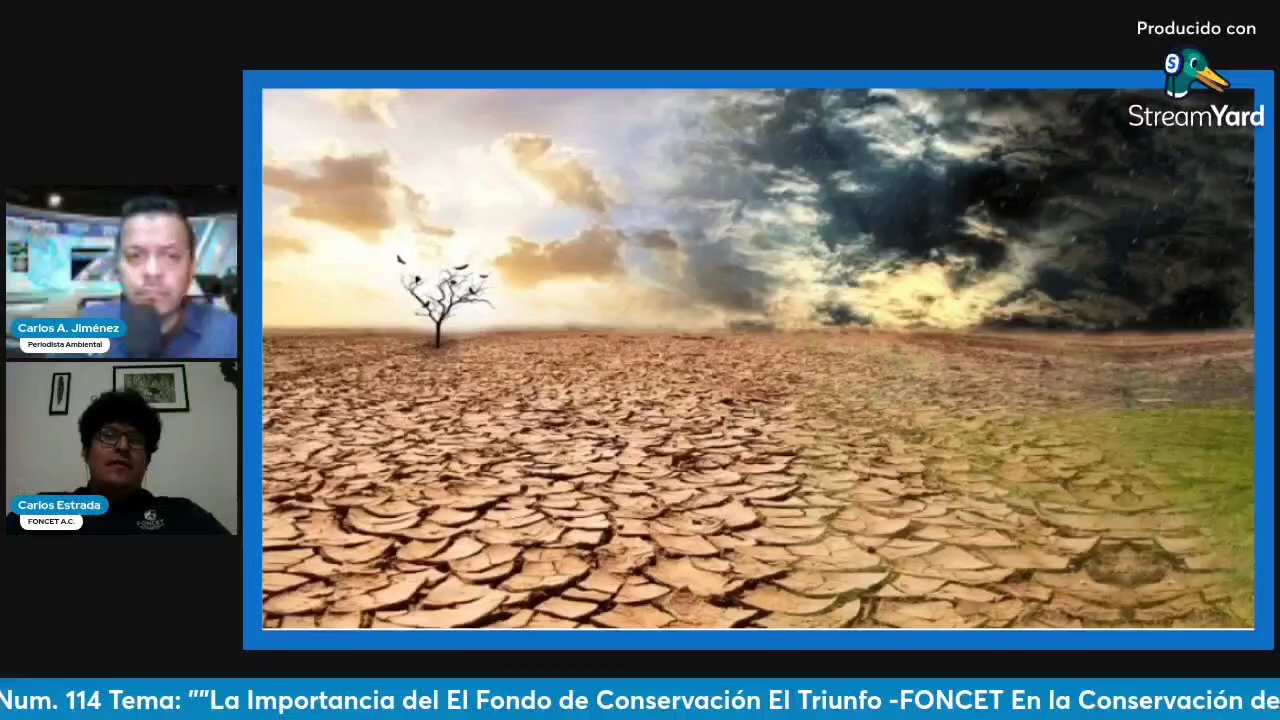 Producido con
S
StreamYard
Carlos A. Jiménez
Periodista Ambiental
Carlos Estrada
FONCET A.C.
FONCET
Num. 114 Tema: ""La Importancia del El Fondo de Conservación El Triunfo -FONCET En la Conservación de